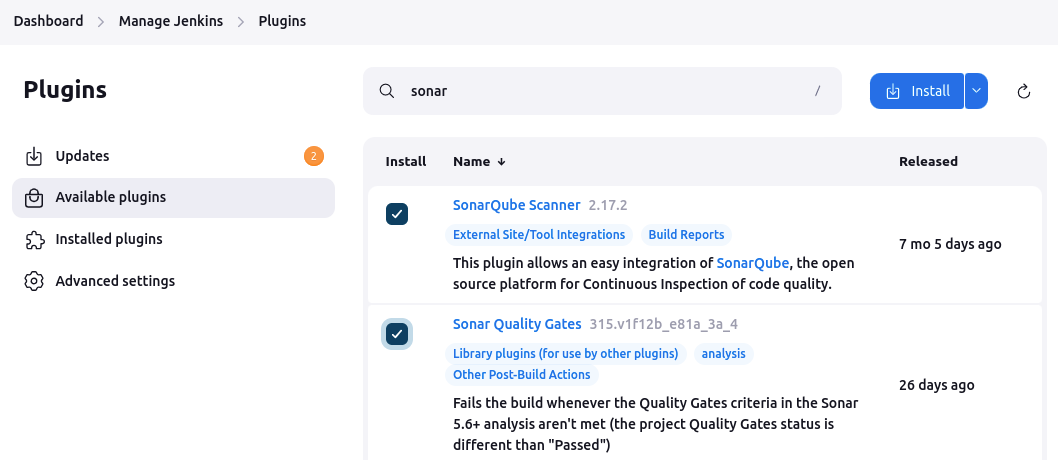 Dashboard > Manage Jenkins > Plugins
Plugins
sonar /
Install
Updates 2
Available plugins
Installed plugins
Advanced settings
Install Name ↓ Released
SonarQube Scanner 2.17.2
External Site/Tool Integrations Build Reports
This plugin allows an easy integration of SonarQube, the open
source platform for Continuous Inspection of code quality.
7 mo 5 days ago
Sonar Quality Gates 315.v1f12b_e81a_3a_4
Library plugins (for use by other plugins) analysis
Other Post-Build Actions
Fails the build whenever the Quality Gates criteria in the Sonar
5.6+ analysis aren't met (the project Quality Gates status is
different than "Passed")
26 days ago